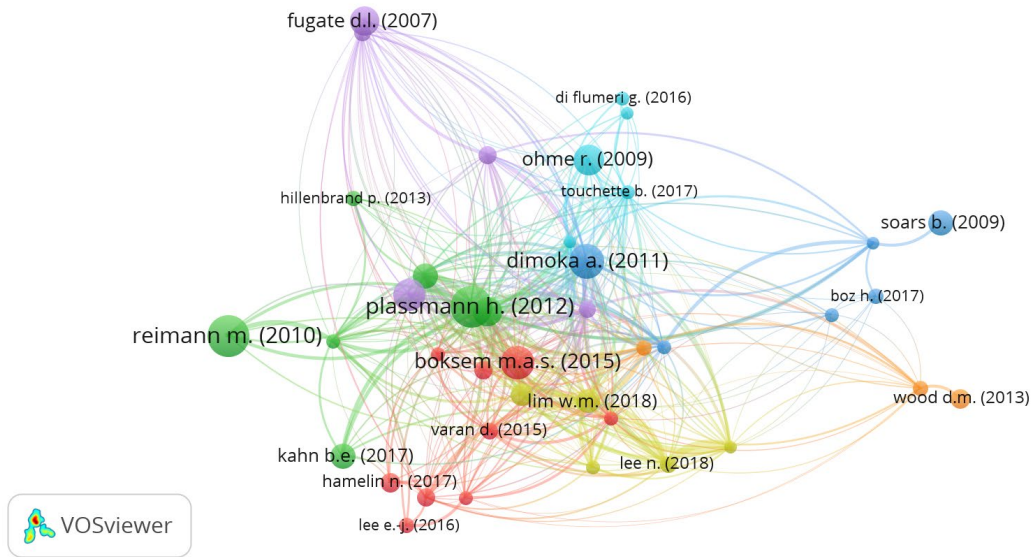 fugate d.l. (2007)
di flumeri g. (2016)
ohme r. (2009)
touchette b. (2017)
hillenbrand p. (2013)
soars b. (2009)
dimoka a. (2011)
boz h. (2017)
plassmann h. (2012)
reimann m. (2010)
boksem m.a.s. (2015)
wood d.m. (2013)
lim w.m. (2018)
varan d. (2015)
kahn b.e. (2017)
lee n. (2018)
hamelin n. (2017)
lee e.-j. (2016)
VOSviewer